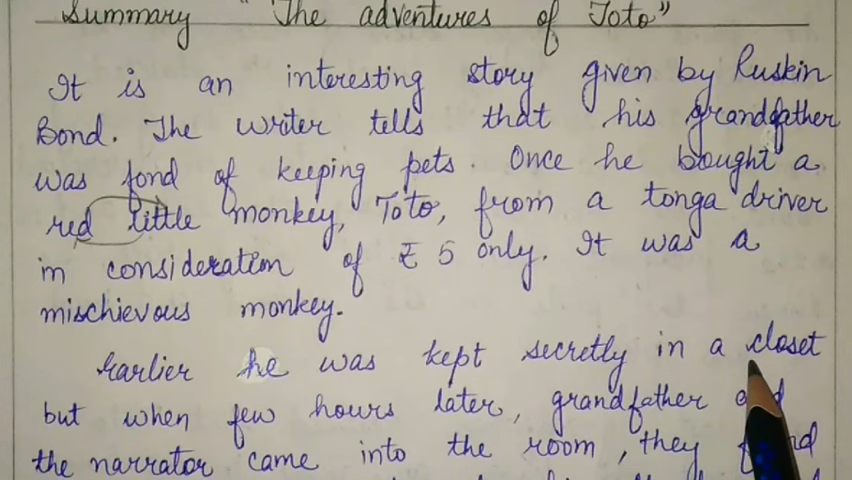 Summary "The adventures of Toto"
It is an interesting story given by Ruskin
Bond. The writer tells that his grandfather
was fond of keeping pets. Once he bought a
red little monkey, Toto, from a tonga driver
in consideration of ₹ 5 only. It was a
mischievous monkey.
Earlier he was kept secretly in a closet
but when few hours later, grandfather
the narrator came into the room, they